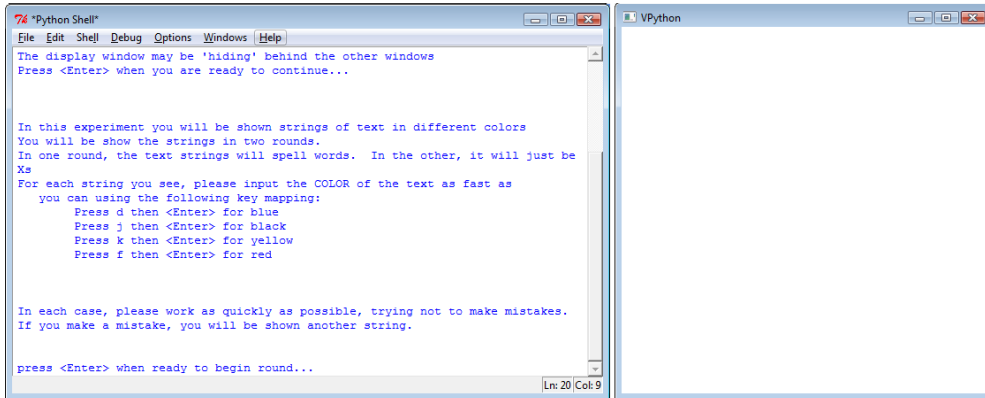 *Python Shell*
File Edit Shell Debug Options Windows Help
The display window may be 'hiding' behind the other windows
Press <Enter> when you are ready to continue...
In this experiment you will be shown strings of text in different colors
You will be show the strings in two rounds.
In one round, the text strings will spell words.  In the other, it will just be
Xs
For each string you see, please input the COLOR of the text as fast as
you can using the following key mapping:
Press d then <Enter> for blue
Press j then <Enter> for black
Press k then <Enter> for yellow
Press f then <Enter> for red
In each case, please work as quickly as possible, trying not to make mistakes.
If you make a mistake, you will be shown another string.
press <Enter> when ready to begin round...
Ln: 20 Col: 9
VPython